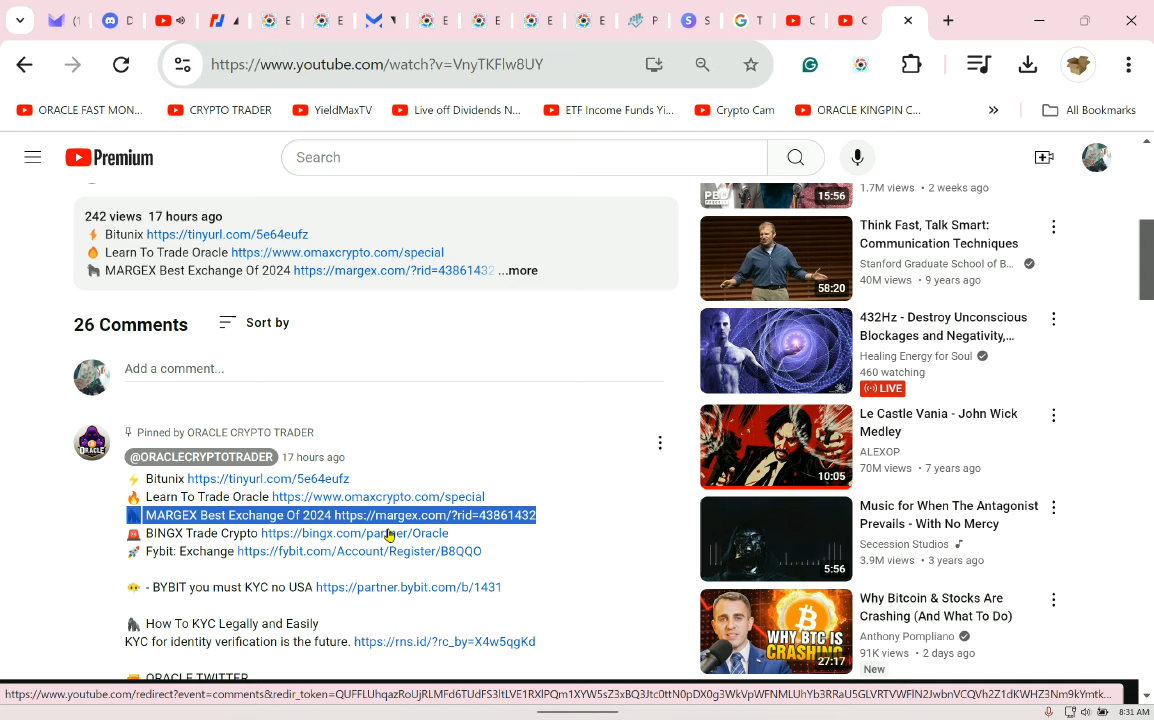 https://www.youtube.com/watch?v=VnyTKFlw8UY
ORACLE FAST MON...
CRYPTO TRADER
YieldMaxTV
Live off Dividends N...
ETF Income Funds Yi...
Crypto Cam
ORACLE KINGPIN C...
»
All Bookmarks
Premium
Search
242 views 17 hours ago
Bitunix https://tinyurl.com/5e64eufz
Learn To Trade Oracle https://www.omaxcrypto.com/special
MARGEX Best Exchange Of 2024 https://margex.com/?rid=43861432 ...more
26 Comments
Sort by
Add a comment...
Pinned by ORACLE CRYPTO TRADER
@ORACLECRYPTOTRADER 17 hours ago
Bitunix https://tinyurl.com/5e64eufz
Learn To Trade Oracle https://www.omaxcrypto.com/special
MARGEX Best Exchange Of 2024 https://margex.com/?rid=43861432
BINGX Trade Crypto https://bingx.com/partner/Oracle
Fybit: Exchange https://fybit.com/Account/Register/B8QQO
- BYBIT you must KYC no USA https://partner.bybit.com/b/1431
How To KYC Legally and Easily
KYC for identity verification is the future. https://rns.id/?rc_by=X4w5qgKd
ORACLE TWITTER
PBD
15:56
1.7M views • 2 weeks ago
58:20
Think Fast, Talk Smart:
Communication Techniques
Stanford Graduate School of B...
40M views • 9 years ago
432Hz - Destroy Unconscious
Blockages and Negativity,...
Healing Energy for Soul
460 watching
LIVE
10:05
Le Castle Vania - John Wick
Medley
ALEXOP
70M views • 7 years ago
5:56
Music for When The Antagonist
Prevails - With No Mercy
Secession Studios
3.9M views • 3 years ago
WHY BTC IS
CRASHING
27:17
Why Bitcoin & Stocks Are
Crashing (And What To Do)
Anthony Pompliano
91K views • 2 days ago
New
8:31 AM